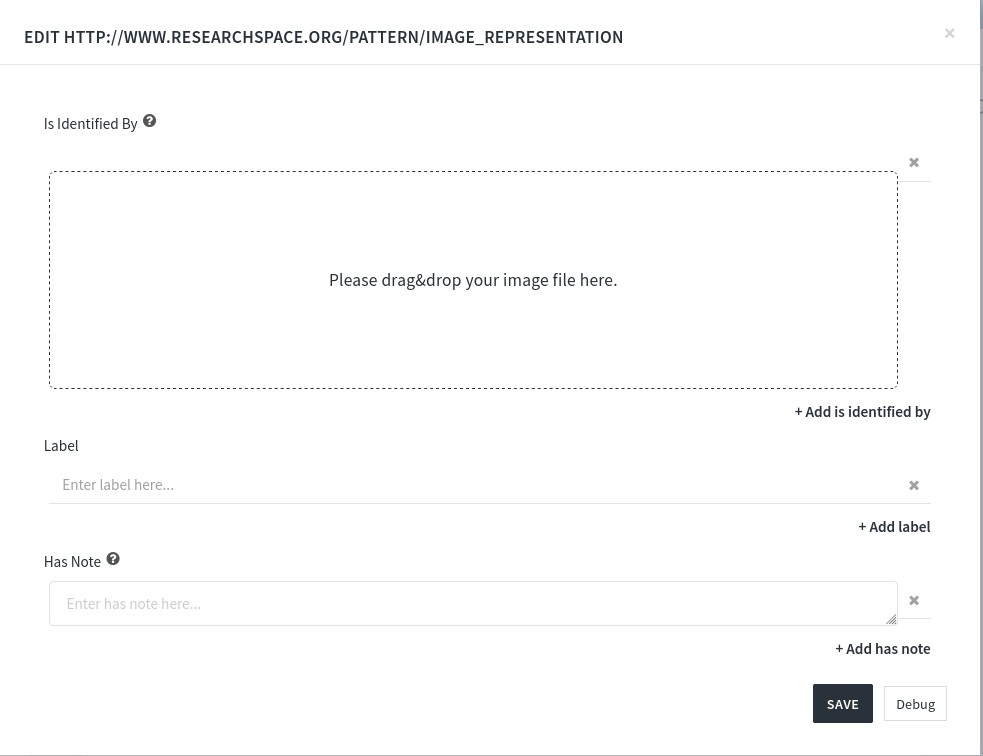 EDIT HTTP://WWW.RESEARCHSPACE.ORG/PATTERN/IMAGE_REPRESENTATION
Is Identified By
Please drag&drop your image file here.
+ Add is identified by
Label
Enter label here...
+ Add label
Has Note
Enter has note here...
+ Add has note
SAVE Debug